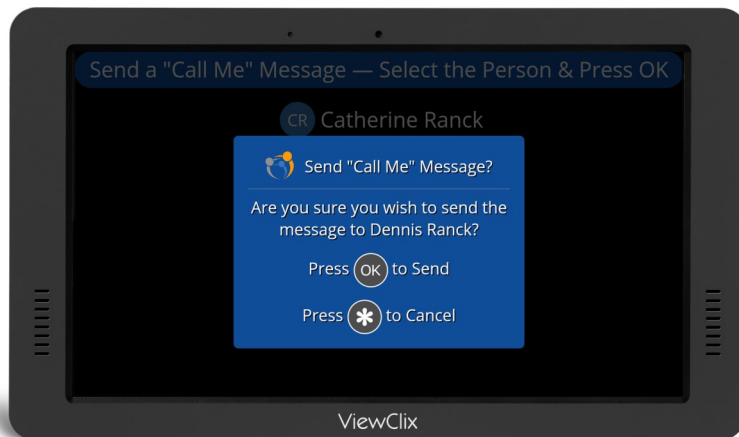 Send a "Call Me" Message — Select the Person & Press OK
CR Catherine Ranck
Send "Call Me" Message?
Are you sure you wish to send the
message to Dennis Ranck?
Press OK to Send
Press * to Cancel
ViewClix